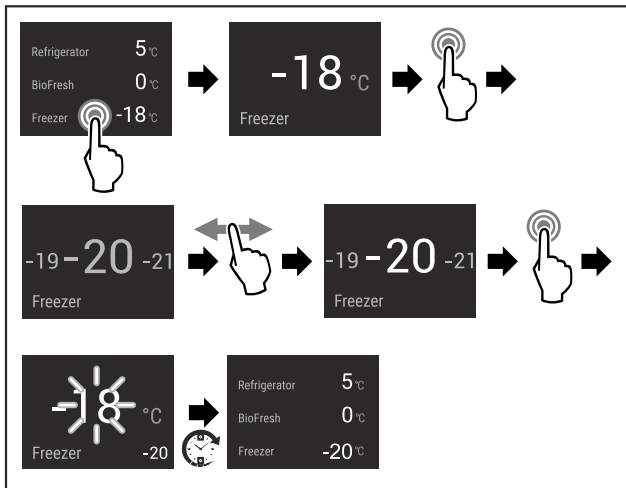 Refrigerator 5 °C
BioFresh 0 °C
Freezer -18 °C
-18 °C
Freezer
-19 -20 -21
Freezer
-19 -20 -21
Freezer
-18 °C
Freezer -20
Refrigerator 5 °C
BioFresh 0 °C
Freezer -20 °C